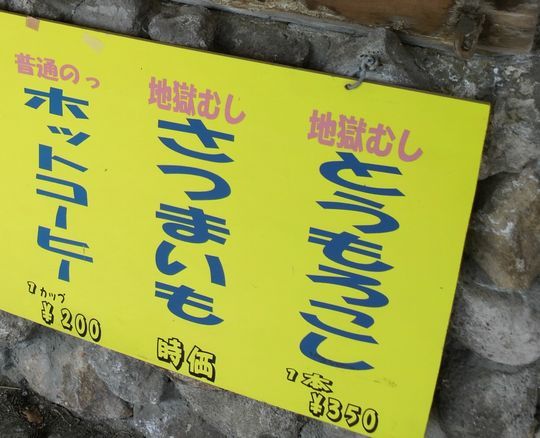 地獄むし
とうもろこし
1本
¥350
地獄むし
さつまいも
時価
普通のっ
ホットコーヒー
1カップ
¥200